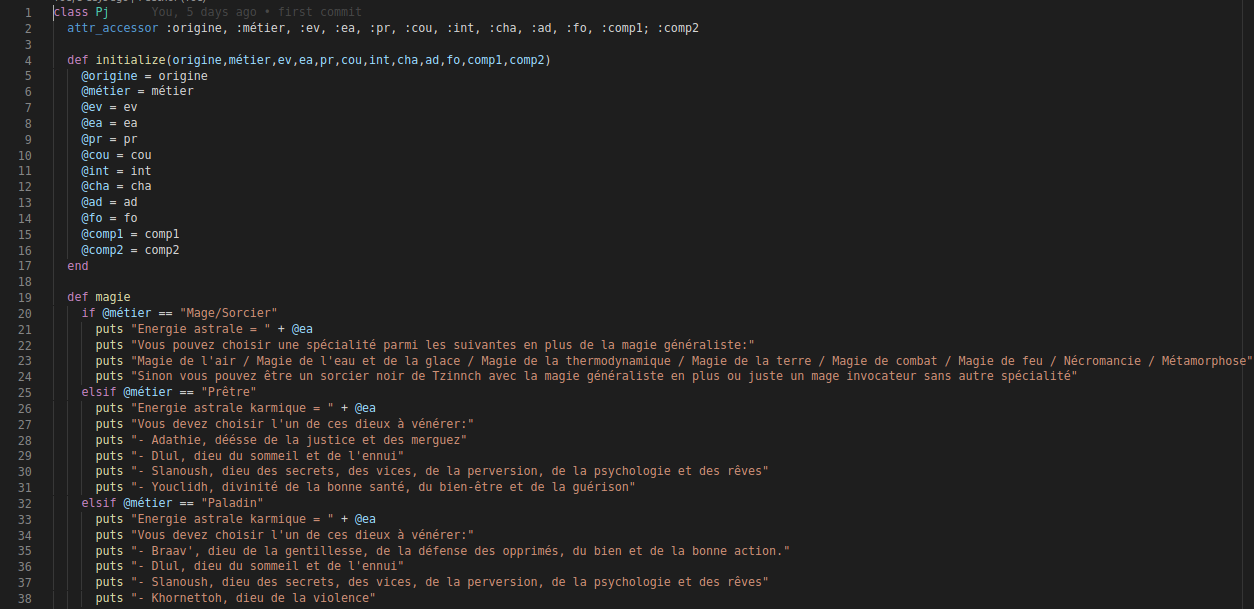 1 class Pj You, 5 days ago • first commit
2 attr_accessor :origine, :métier, :ev, :ea, :pr, :cou, :int, :cha, :ad, :fo, :comp1; :comp2
3
4 def initialize(origine,métier,ev,ea,pr,cou,int,cha,ad,fo,comp1,comp2)
5 @origine = origine
6 @métier = métier
7 @ev = ev
8 @ea = ea
9 @pr = pr
10 @cou = cou
11 @int = int
12 @cha = cha
13 @ad = ad
14 @fo = fo
15 @comp1 = comp1
16 @comp2 = comp2
17 end
18
19 def magie
20 if @métier == "Mage/Sorcier"
21 puts "Energie astrale = " + @ea
22 puts "Vous pouvez choisir une spécialité parmi les suivantes en plus de la magie généraliste:"
23 puts "Magie de l'air / Magie de l'eau et de la glace / Magie de la thermodynamique / Magie de la terre / Magie de combat / Magie de feu / Nécromancie / Métamorphose"
24 puts "Sinon vous pouvez être un sorcier noir de Tzinnch avec la magie généraliste en plus ou juste un mage invocateur sans autre spécialité"
25 elsif @métier == "Prêtre"
26 puts "Energie astrale karmique = " + @ea
27 puts "Vous devez choisir l'un de ces dieux à vénérer:"
28 puts "- Adathie, déésse de la justice et des merguez"
29 puts "- Dlul, dieu du sommeil et de l'ennui"
30 puts "- Slanoush, dieu des secrets, des vices, de la perversion, de la psychologie et des rêves"
31 puts "- Youclidh, divinité de la bonne santé, du bien-être et de la guérison"
32 elsif @métier == "Paladin"
33 puts "Energie astrale karmique = " + @ea
34 puts "Vous devez choisir l'un de ces dieux à vénérer:"
35 puts "- Braav', dieu de la gentillesse, de la défense des opprimés, du bien et de la bonne action."
36 puts "- Dlul, dieu du sommeil et de l'ennui"
37 puts "- Slanoush, dieu des secrets, des vices, de la perversion, de la psychologie et des rêves"
38 puts "- Khornettoh, dieu de la violence"